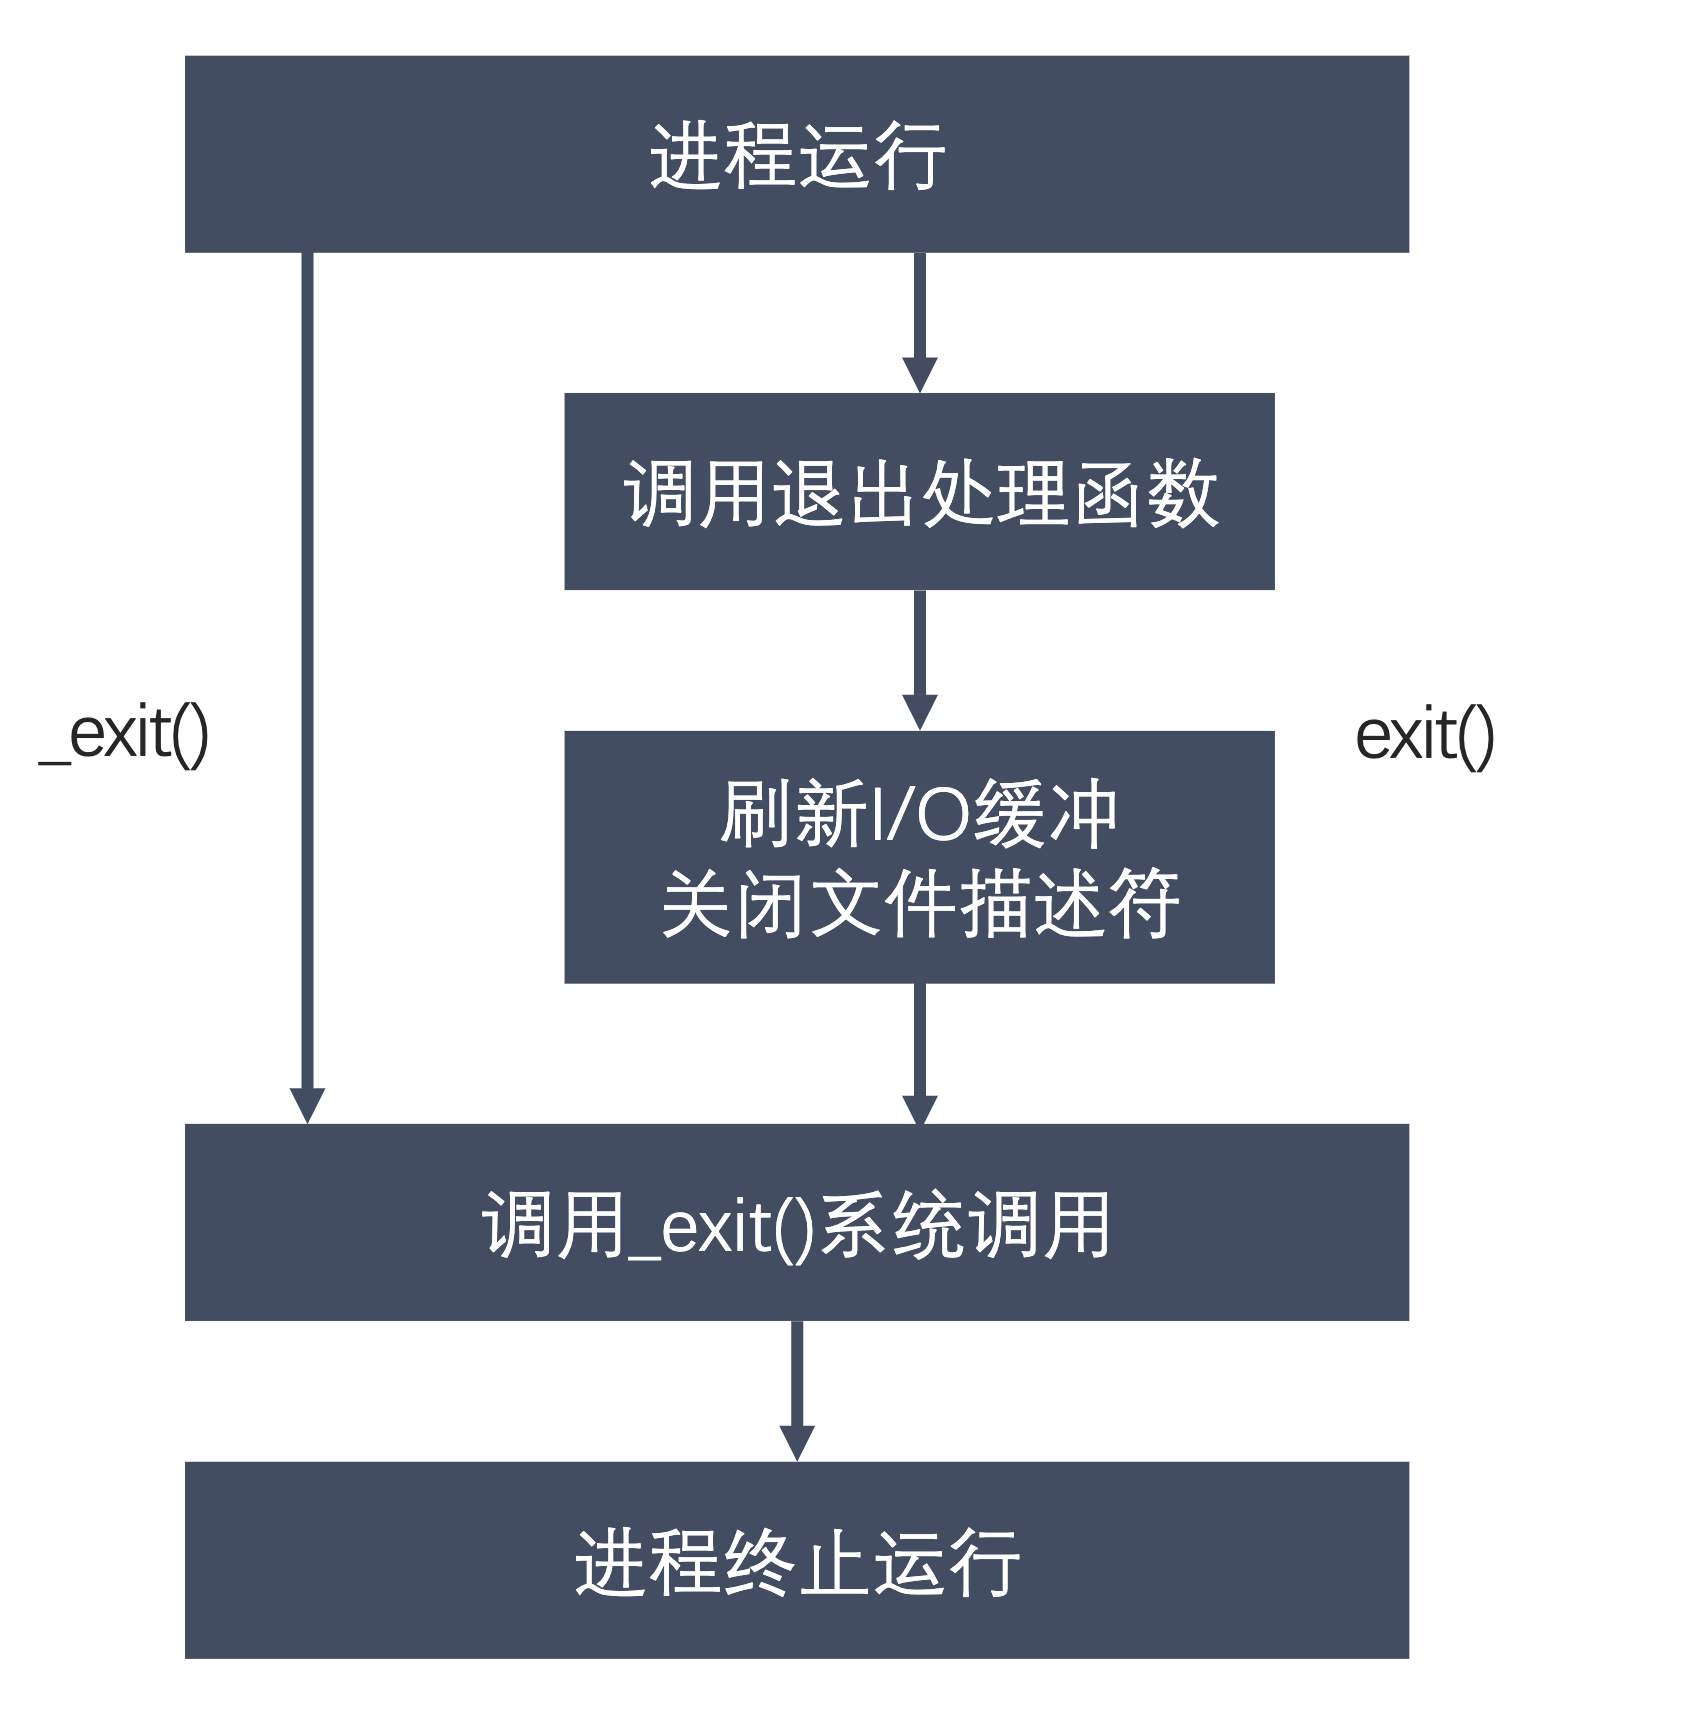 进程运行
调用退出处理函数
_exit()
exit()
刷新I/O缓冲
关闭文件描述符
调用_exit()系统调用
进程终止运行